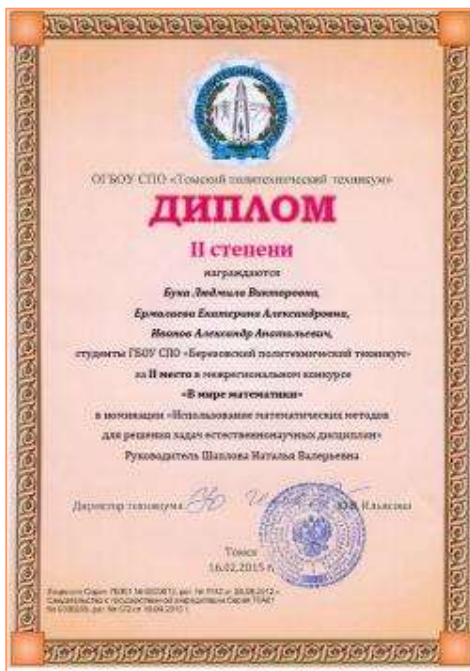 ОГБОУ СПО «Томский политехнический техникум»
ДИПЛОМ
II степени
награждаются
Бука Людмила Викторовна,
Ермолаева Екатерина Александровна,
Иванов Александр Анатольевич,
студенты ГБОУ СПО «Березовский политехнический техникум»
за II место в межрегиональном конкурсе
«В мире математики»
в номинации «Использование математических методов
для решения задач естественнонаучных дисциплин»
Руководитель Шаплова Наталья Валерьевна
Директор техникума
Томск
16.02.2015 г.